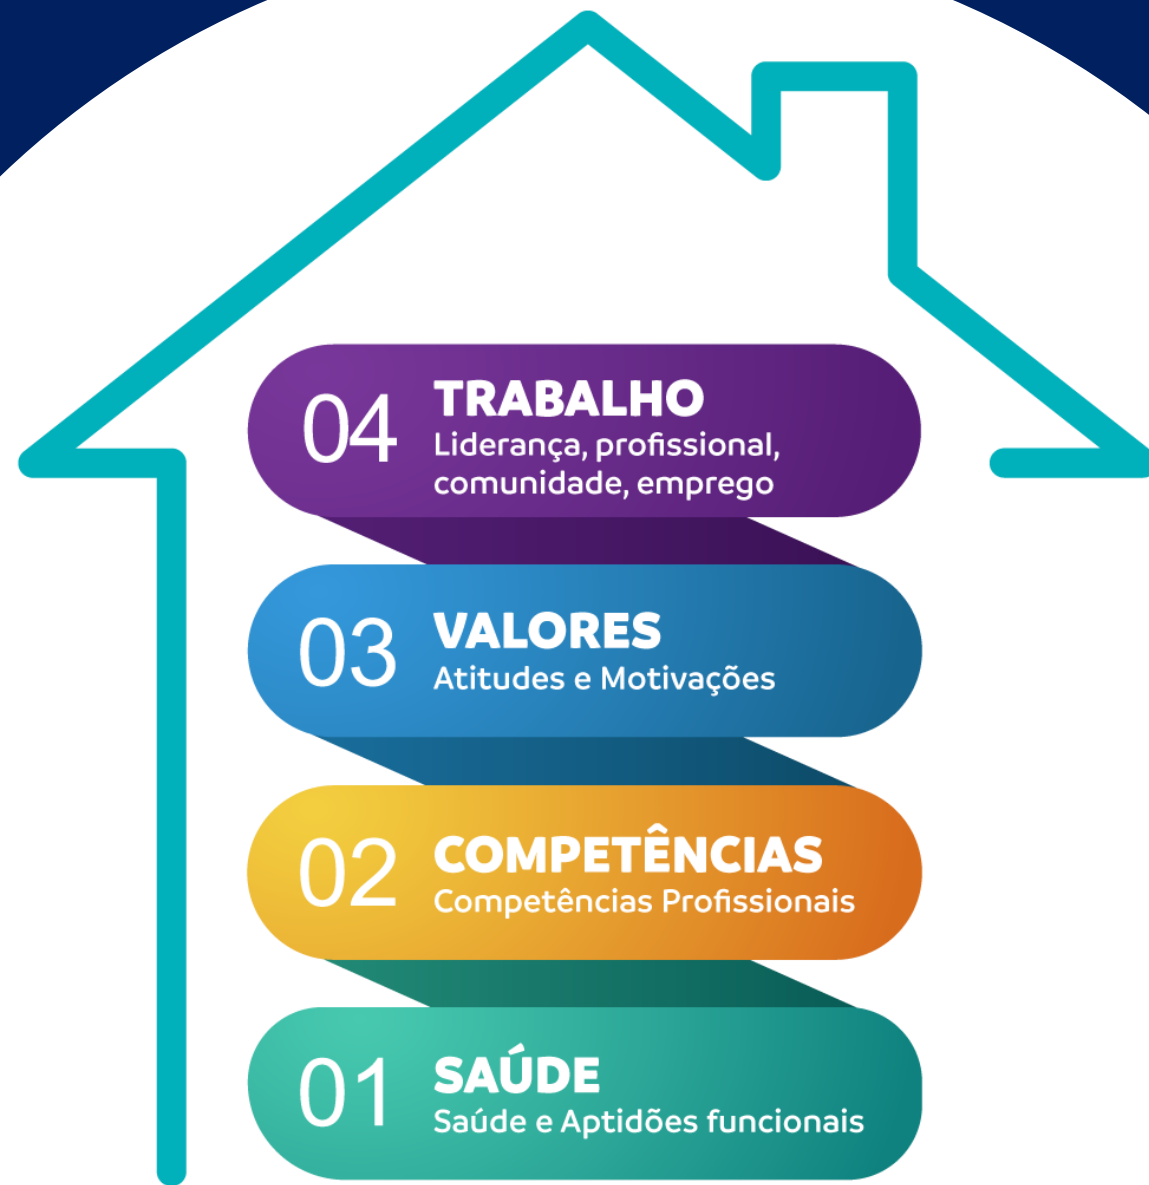 04
TRABALHO
Liderança, profissional,
comunidade, emprego
03
VALORES
Atitudes e Motivações
02
COMPETÊNCIAS
Competências Profissionais
01
SAÚDE
Saúde e Aptidões funcionais